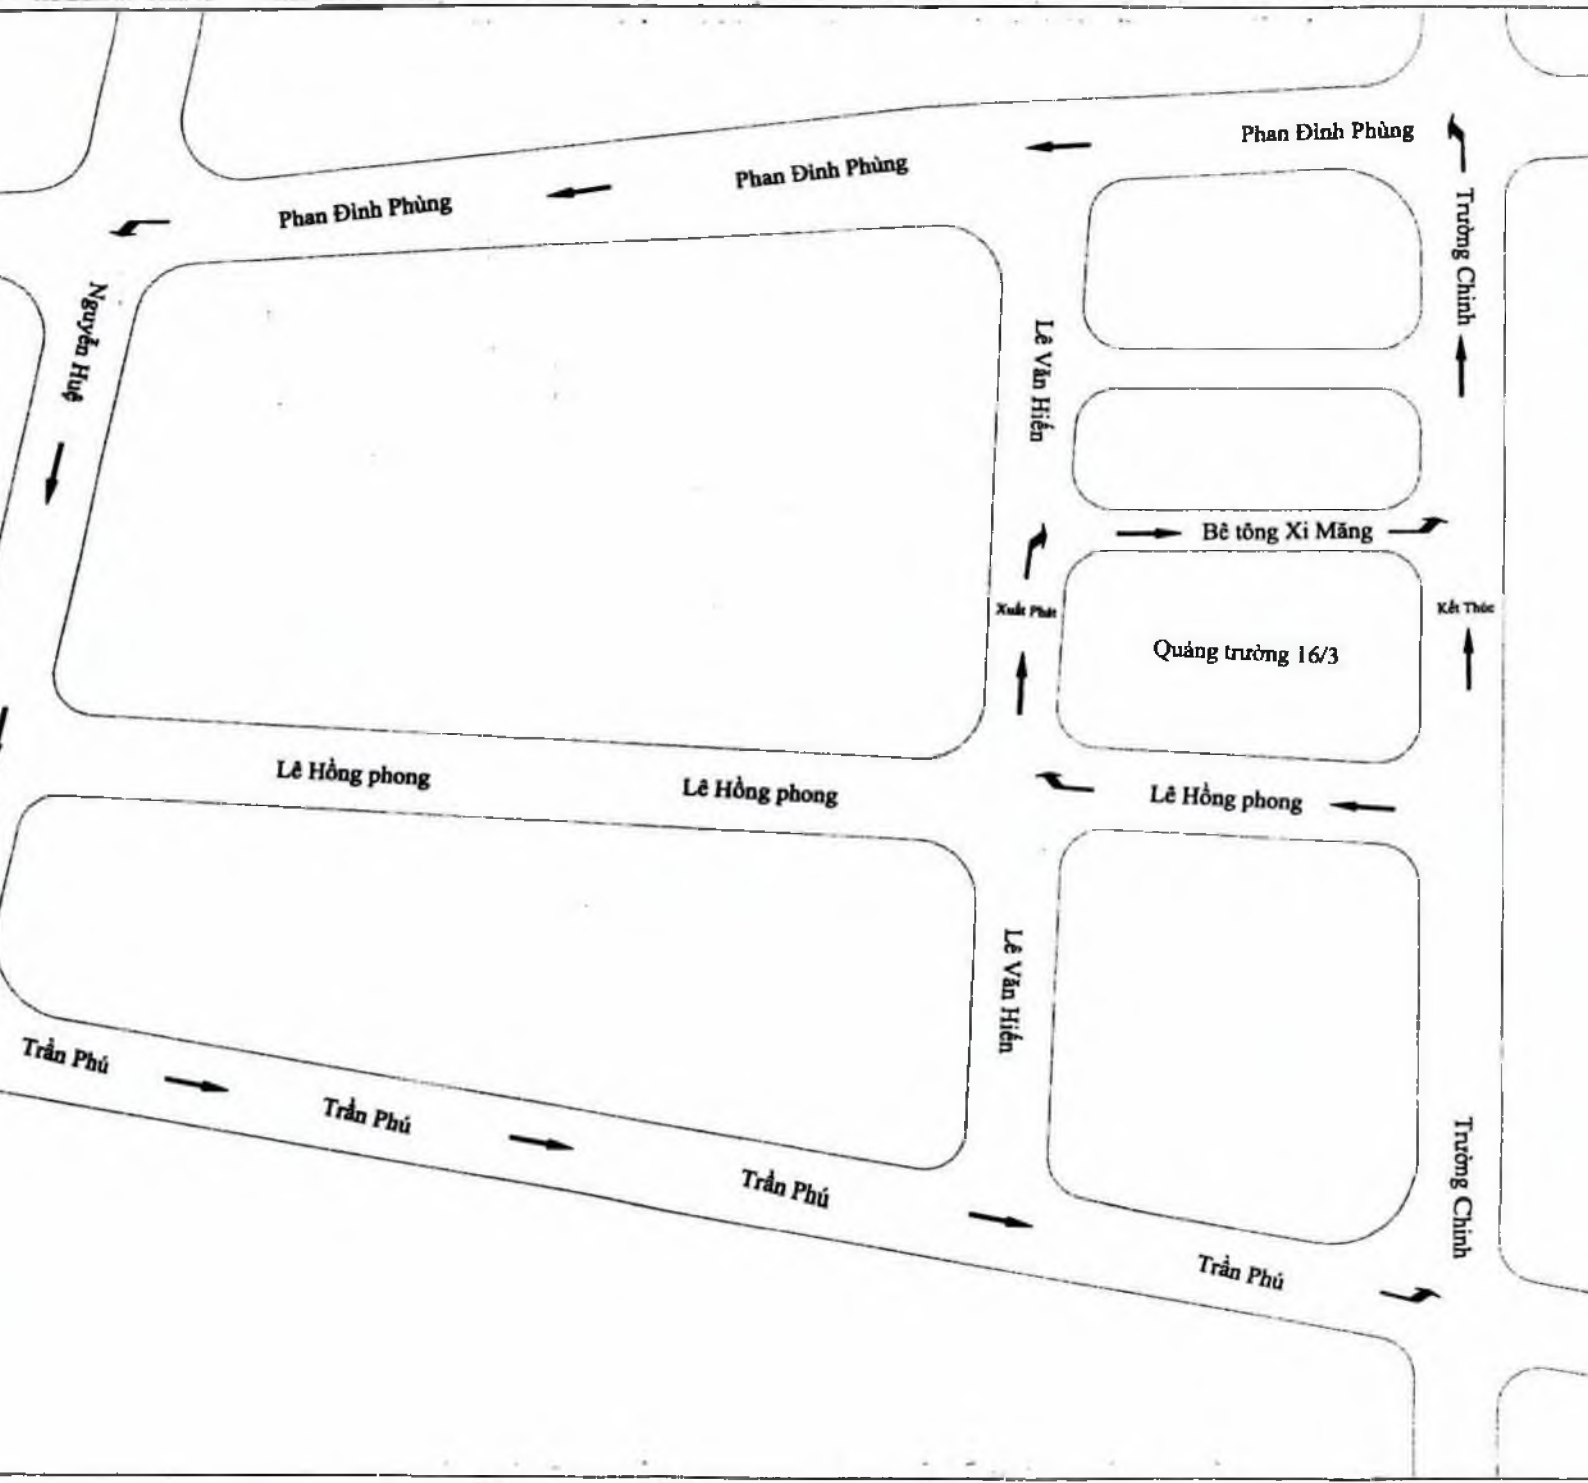 Phan Đình Phùng
Phan Đình Phùng
Phan Đình Phùng
Trường Chinh
Nguyễn Huệ
Lê Văn Hiến
Bê tông Xi Măng
Xuất Phát
Kết Thúc
Quảng trường 16/3
Lê Hồng phong
Lê Hồng phong
Lê Hồng phong
Lê Văn Hiến
Trần Phú
Trần Phú
Trần Phú
Trường Chinh
Trần Phú